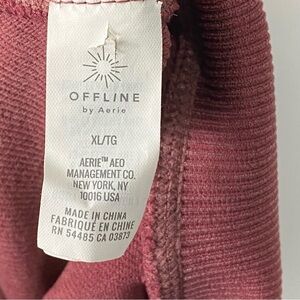 OFFLINE
by Aerie
XL/TG
AERIE™ AEO
MANAGEMENT CO.
NEW YORK, NY
10016 USA
MADE IN CHINA
FABRIQUÉ EN CHINE
RN 54485 CA 03873